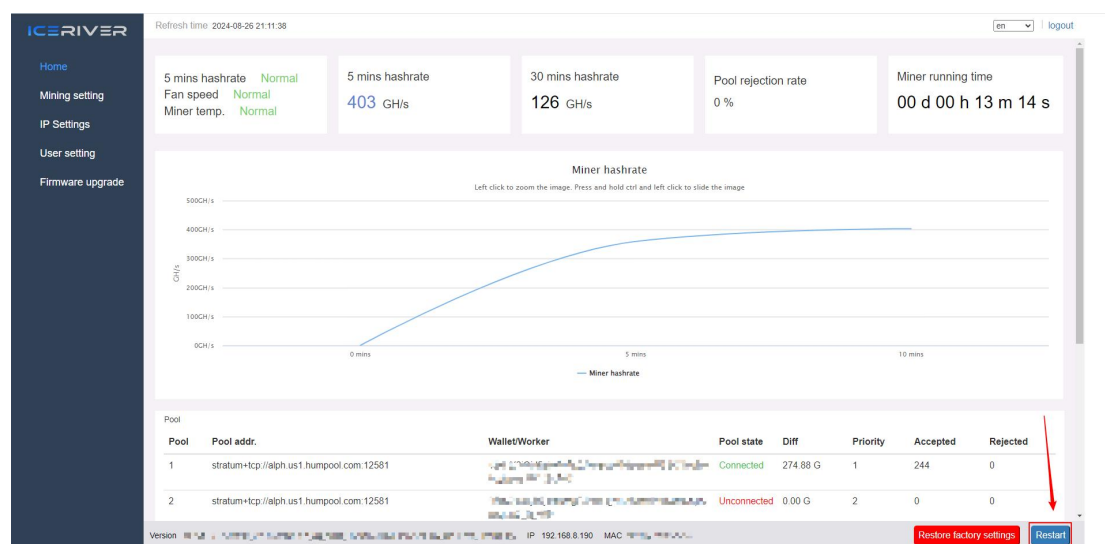 ICERIVER
Refresh time 2024-08-26 21:11:38
en
logout
Home
Mining setting
IP Settings
User setting
Firmware upgrade
5 mins hashrate Normal
Fan speed Normal
Miner temp. Normal
5 mins hashrate
403 GH/s
30 mins hashrate
126 GH/s
Pool rejection rate
0 %
Miner running time
00 d 00 h 13 m 14 s
Miner hashrate
Left click to zoom the image. Press and hold ctrl and left click to slide the image
500GH/s
400GH/s
300GH/s
200GH/s
100GH/s
0GH/s
GH/s
0 mins
5 mins
10 mins
Miner hashrate
Pool
Pool Pool addr. Wallet/Worker Pool state Diff Priority Accepted Rejected
1 stratum+tcp://alph.us1.humpool.com:12581 Connected 274.88 G 1 244 0
2 stratum+tcp://alph.us1.humpool.com:12581 Unconnected 0.00 G 2 0 0
Version IP 192.168.8.190 MAC
Restore factory settings
Restart